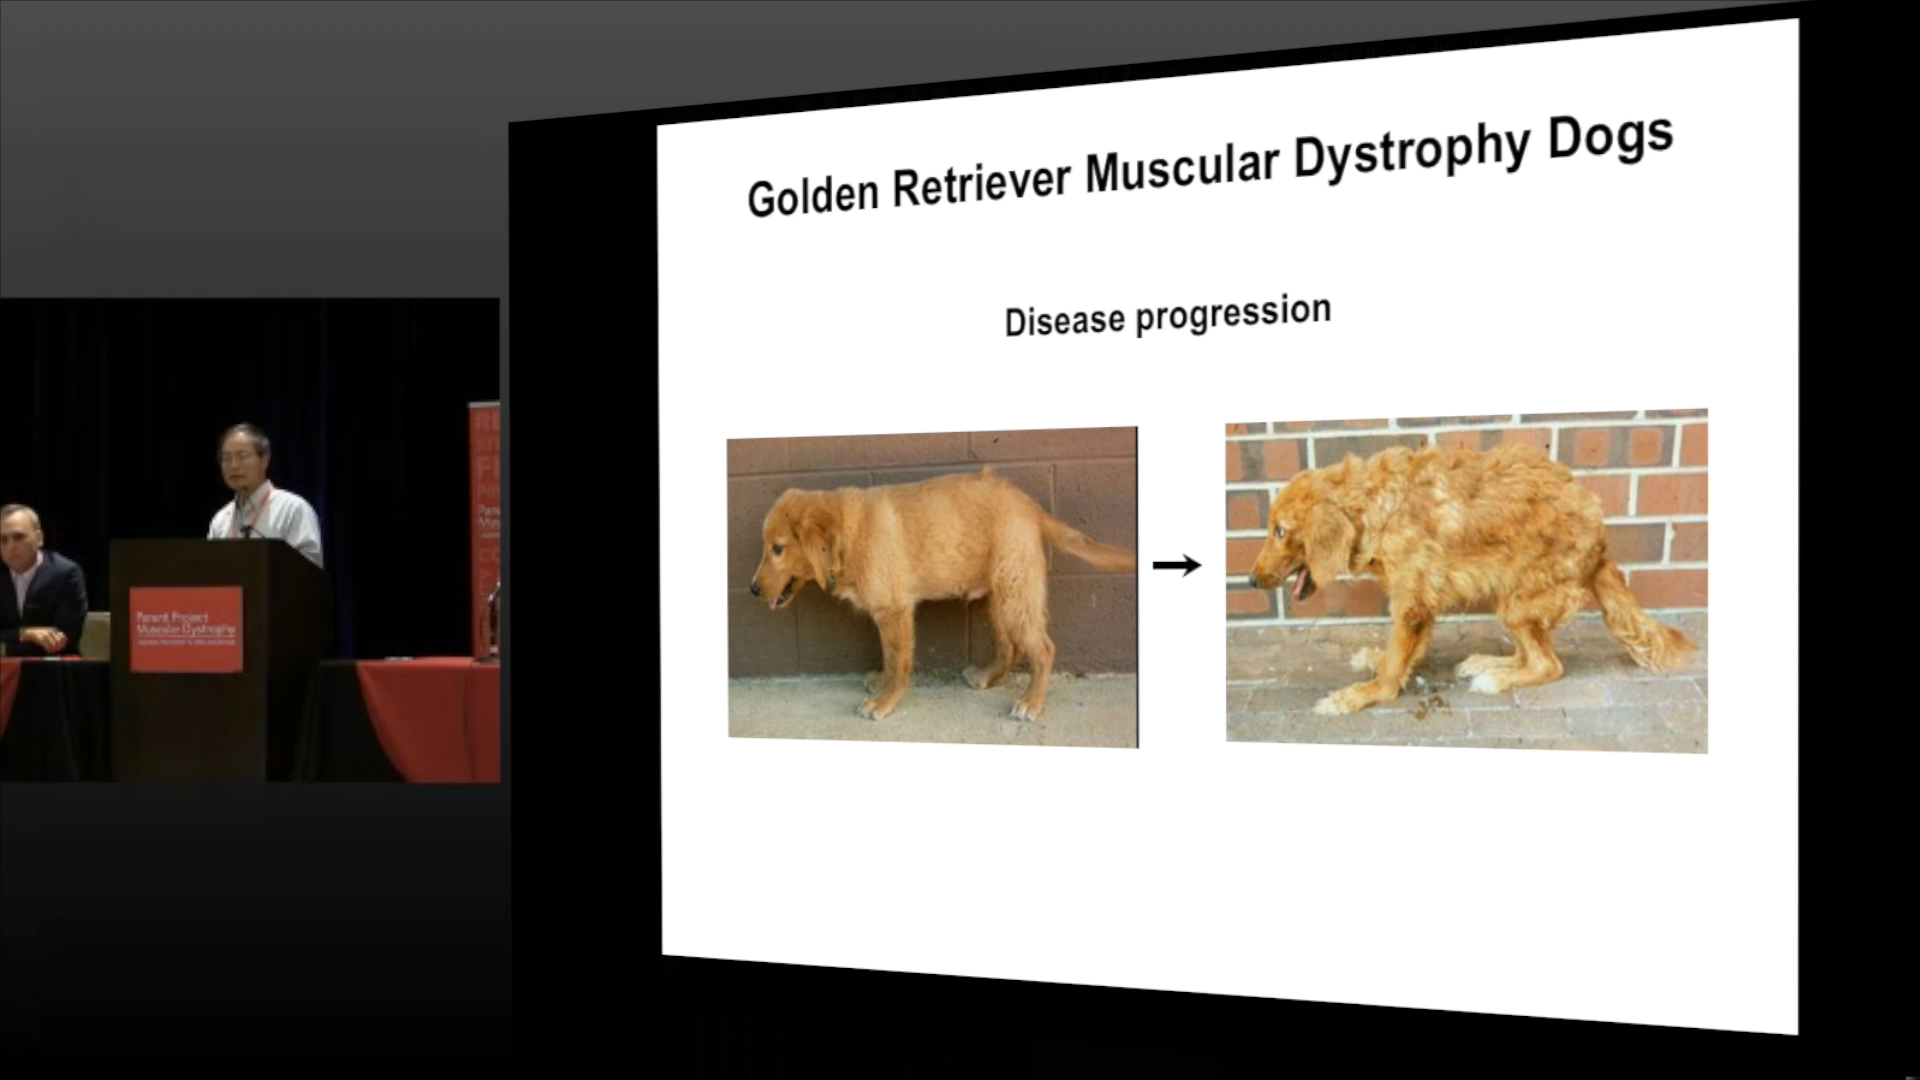 Golden Retriever Muscular Dystrophy Dogs
Disease progression
Parent Project
Muscular Dystrophy